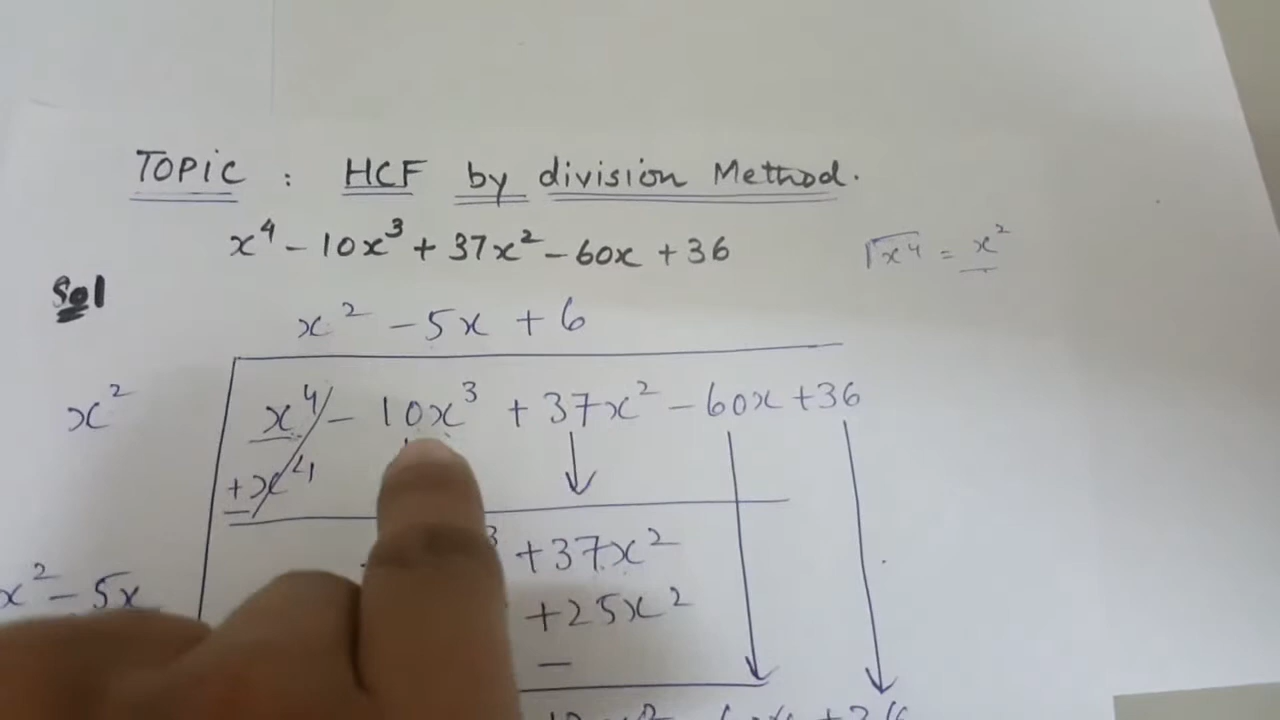 TOPIC : HCF by division Method.
x⁴ - 10x³ + 37x² - 60x + 36
√x⁴ = x²
Sol
x² - 5x + 6
x²
x⁴ - 10x³ + 37x² - 60x + 36
+x⁴
-
³ + 37x²
x² - 5x
+ 25x²
-